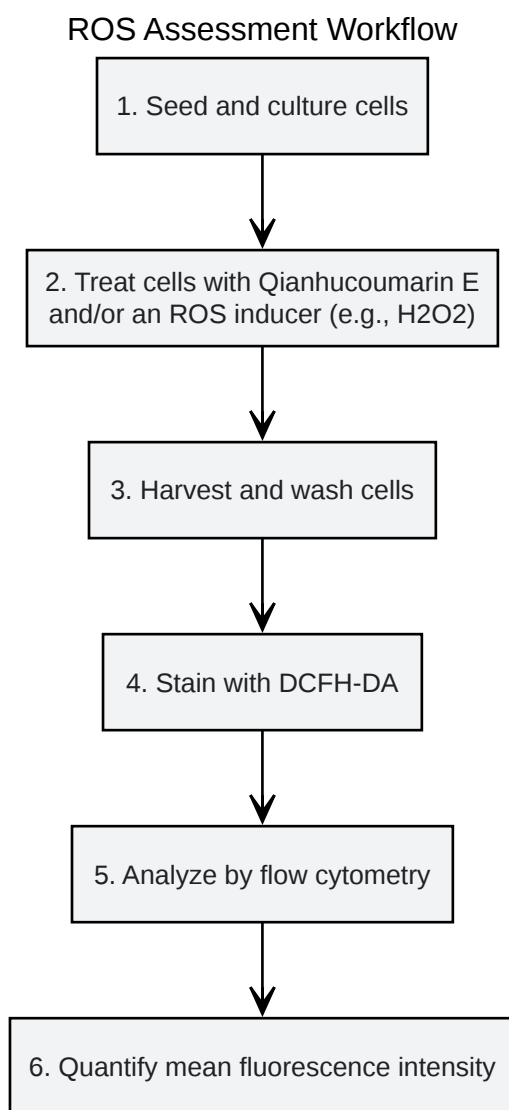 ROS Assessment Workflow
1. Seed and culture cells
2. Treat cells with Qianhucoumarin E
and/or an ROS inducer (e.g., H2O2)
3. Harvest and wash cells
4. Stain with DCFH-DA
5. Analyze by flow cytometry
6. Quantify mean fluorescence intensity